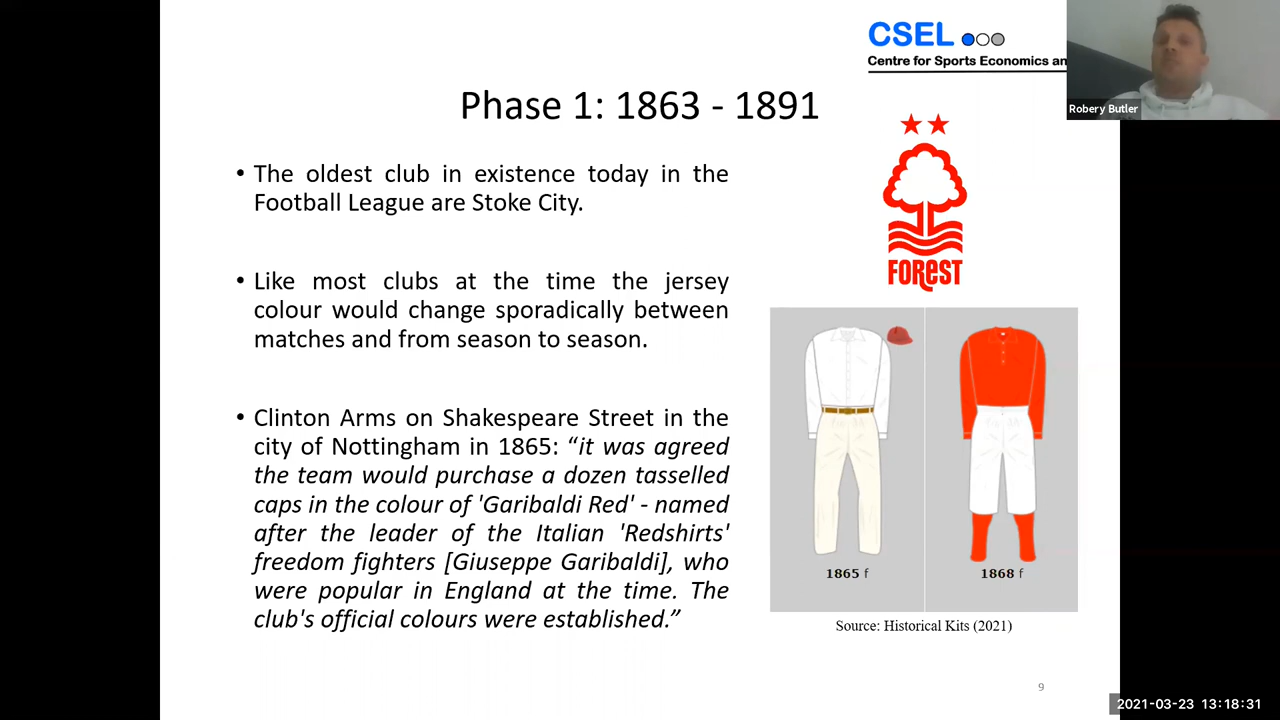 CSEL
Centre for Sports Economics an
Robery Butler
Phase 1: 1863 - 1891
• The oldest club in existence today in the
Football League are Stoke City.
• Like most clubs at the time the jersey
colour would change sporadically between
matches and from season to season.
• Clinton Arms on Shakespeare Street in the
city of Nottingham in 1865: “it was agreed
the team would purchase a dozen tasselled
caps in the colour of 'Garibaldi Red' - named
after the leader of the Italian 'Redshirts'
freedom fighters [Giuseppe Garibaldi], who
were popular in England at the time. The
club's official colours were established.”
FOREST
1865 f
1868 f
Source: Historical Kits (2021)
9
2021-03-23 13:18:31